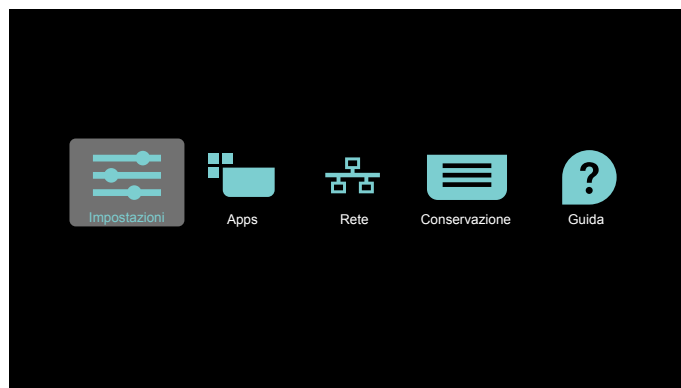 Impostazioni
Apps
Rete
Conservazione
Guida